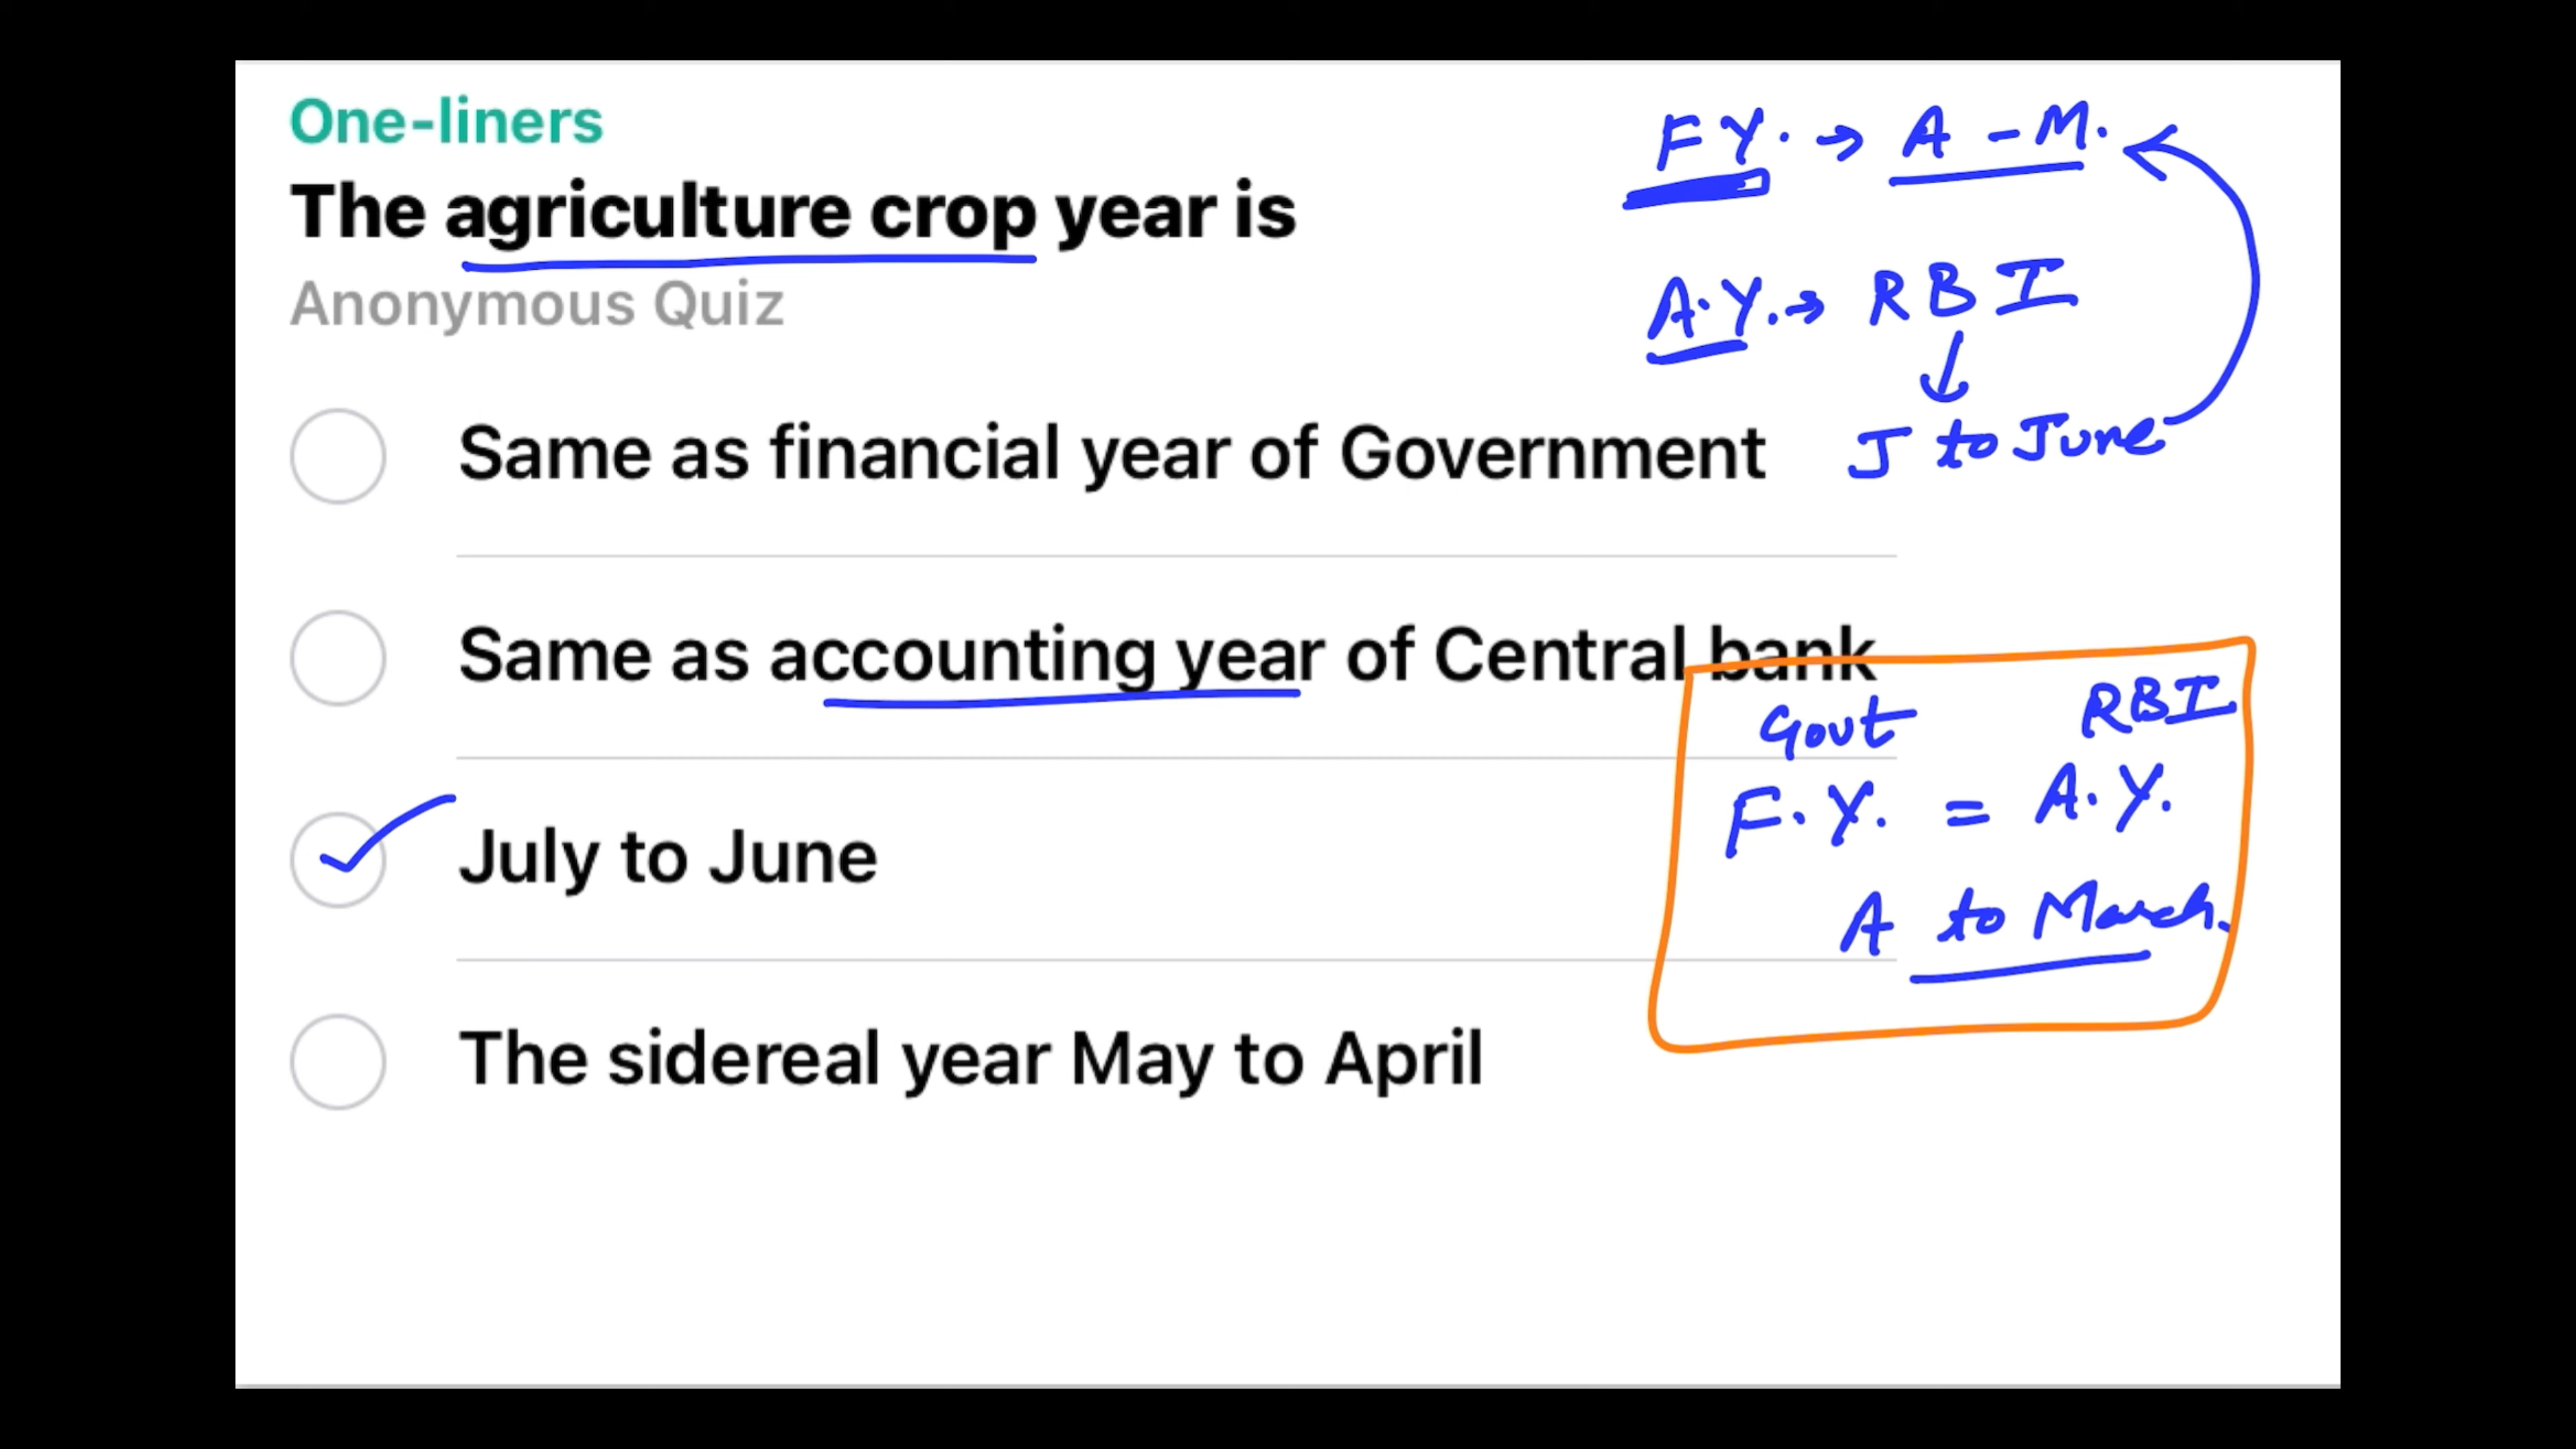 One-liners
The agriculture crop year is
Anonymous Quiz
Same as financial year of Government
Same as accounting year of Central bank
July to June
The sidereal year May to April
F Y. → A - M.
A.Y. → R B I
↓
J to June
Govt RBI
F.Y. = A.Y.
A to March.